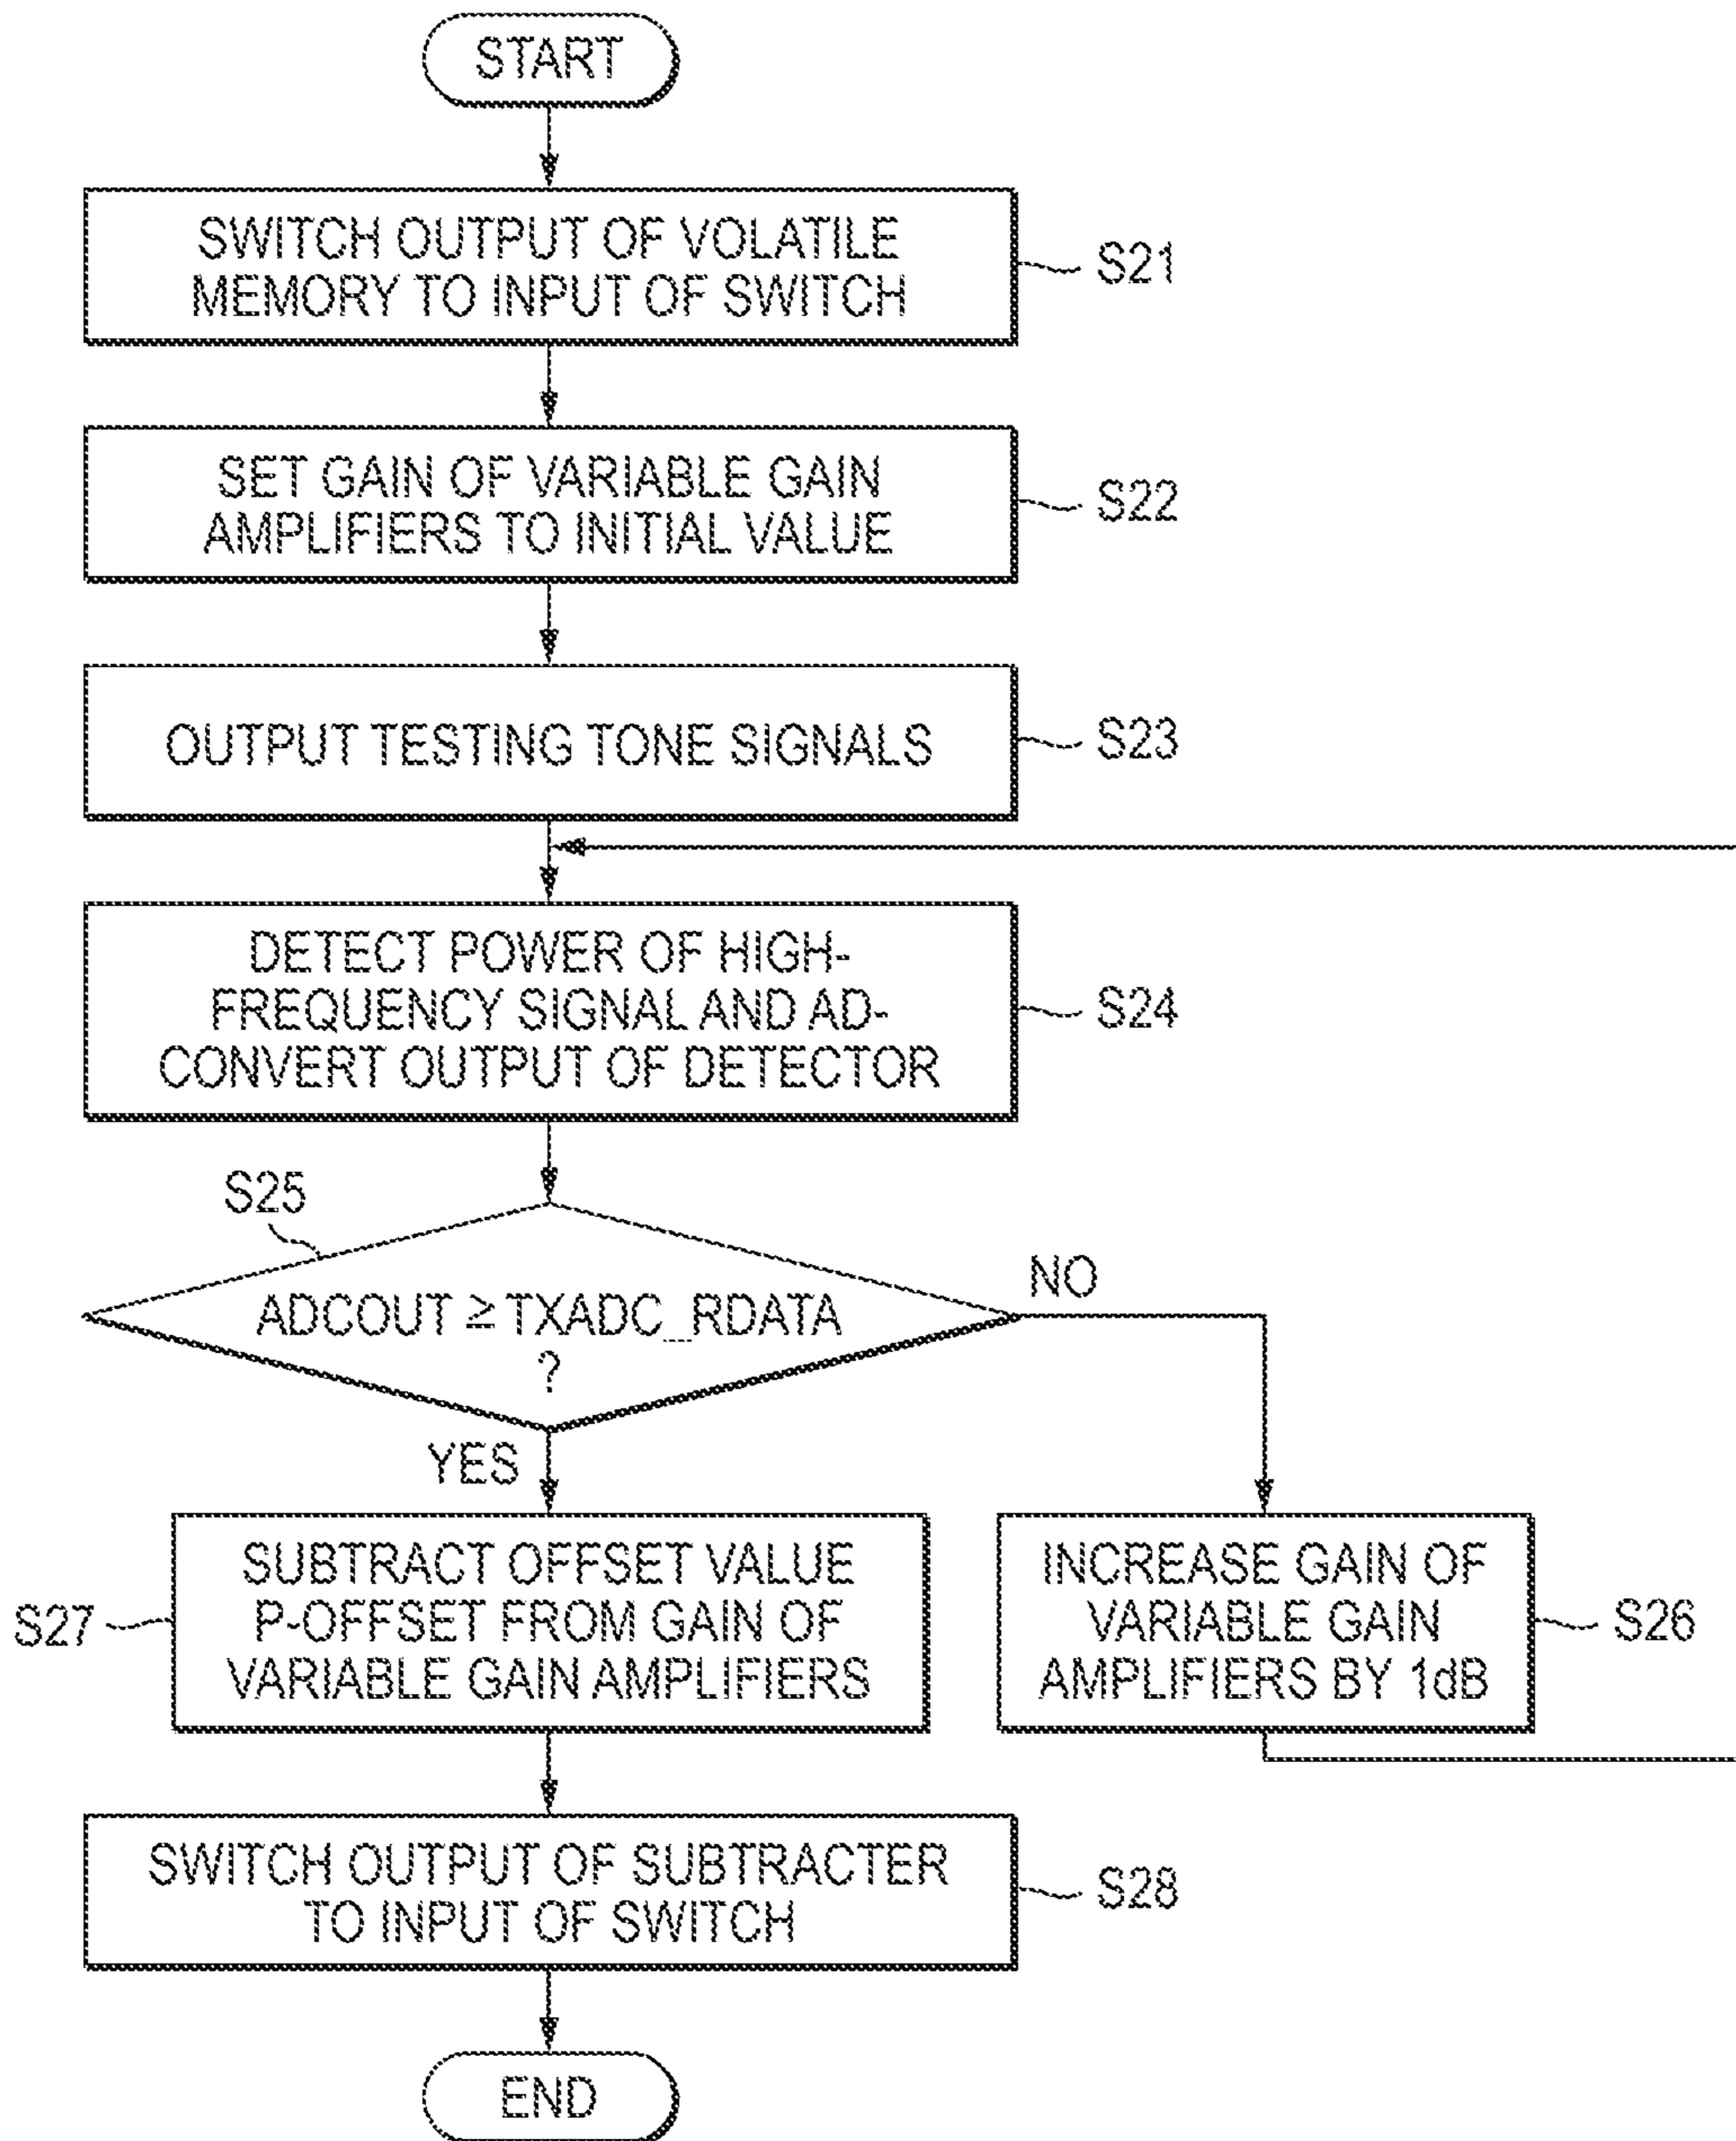 START
SWITCH OUTPUT OF VOLATILE
MEMORY TO INPUT OF SWITCH
S21
SET GAIN OF VARIABLE GAIN
AMPLIFIERS TO INITIAL VALUE
S22
OUTPUT TESTING TONE SIGNALS
S23
DETECT POWER OF HIGH-
FREQUENCY SIGNAL AND AD-
CONVERT OUTPUT OF DETECTOR
S24
S25
ADCOUT ≥ TXADC_RDATA
?
NO
YES
SUBTRACT OFFSET VALUE
P-OFFSET FROM GAIN OF
VARIABLE GAIN AMPLIFIERS
S27
INCREASE GAIN OF
VARIABLE GAIN
AMPLIFIERS BY 1dB
S26
SWITCH OUTPUT OF SUBTRACTER
TO INPUT OF SWITCH
S28
END